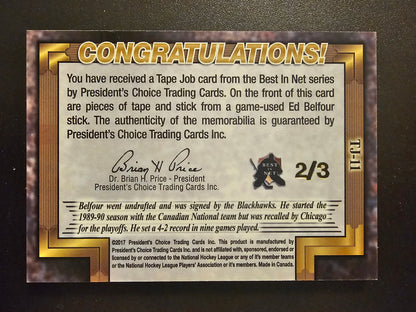 CONGRATULATIONS!
You have received a Tape Job card from the Best In Net series
by President's Choice Trading Cards. On the front of this card
are pieces of tape and stick from a game-used Ed Belfour
stick. The authenticity of the memorabilia is guaranteed by
President's Choice Trading Cards Inc.
TJ-11
Brian H. Price
Dr. Brian H. Price - President
President's Choice Trading Cards Inc.
2/3
Belfour went undrafted and was signed by the Blackhawks. He started the
1989-90 season with the Canadian National team but was recalled by Chicago
for the playoffs. He set a 4-2 record in nine games played.
©2017 President's Choice Trading Cards Inc. This product is manufactured by
President's Choice Trading Cards Inc. and is not affiliated with, sponsored, endorsed or
licensed by or connected to the National Hockey League or any of it's member teams
or the National Hockey League Players' Association or it's members. Made in Canada.